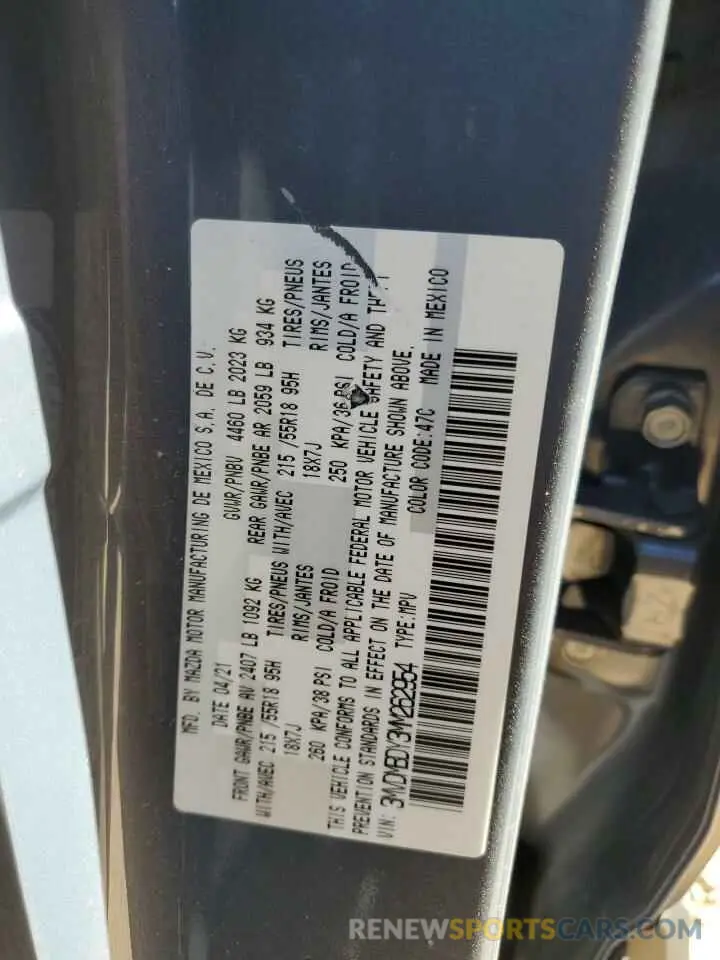 MFD. BY MAZDA MOTOR MANUFACTURING DE MEXICO S.A. DE C.V.
DATE 04/21 GVWR/PNBV 4460 LB 2023 KG
FRONT GAWR/PNBE AV 2407 LB 1092 KG REAR GAWR/PNBE AR 2059 LB 934 KG
WITH/AVEC 215 /55R18 95H TIRES/PNEUS WITH/AVEC 215 /55R18 95H TIRES/PNEUS
18X7J RIMS/JANTES 18X7J RIMS/JANTES
260 KPA/38 PSI COLD/A FROID 250 KPA/36 PSI COLD/A FROID
THIS VEHICLE CONFORMS TO ALL APPLICABLE FEDERAL MOTOR VEHICLE SAFETY AND THEFT
PREVENTION STANDARDS IN EFFECT ON THE DATE OF MANUFACTURE SHOWN ABOVE.
VIN: 3MVDMBDY3MM262954 TYPE:MPV COLOR CODE:47C MADE IN MEXICO
RENEWSPORTSCARS.COM